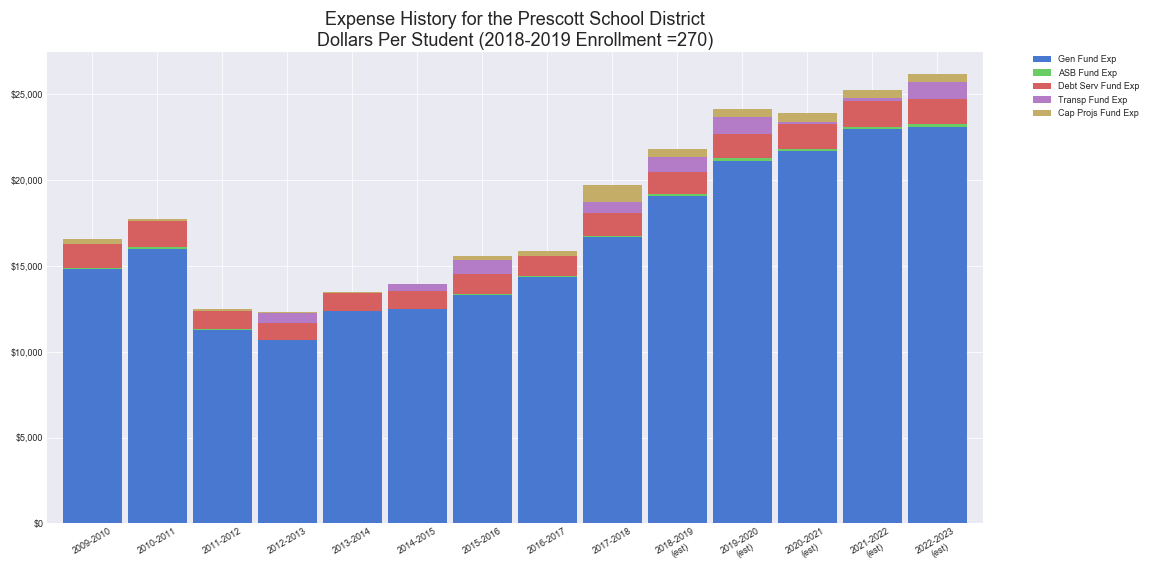 Expense History for the Prescott School District
Dollars Per Student (2018-2019 Enrollment =270)
Gen Fund Exp
ASB Fund Exp
Debt Serv Fund Exp
Transp Fund Exp
Cap Projs Fund Exp
$25,000
$20,000
$15,000
$10,000
$5,000
$0
2009-2010
2010-2011
2011-2012
2012-2013
2013-2014
2014-2015
2015-2016
2016-2017
2017-2018
2018-2019
(est)
2019-2020
(est)
2020-2021
(est)
2021-2022
(est)
2022-2023
(est)